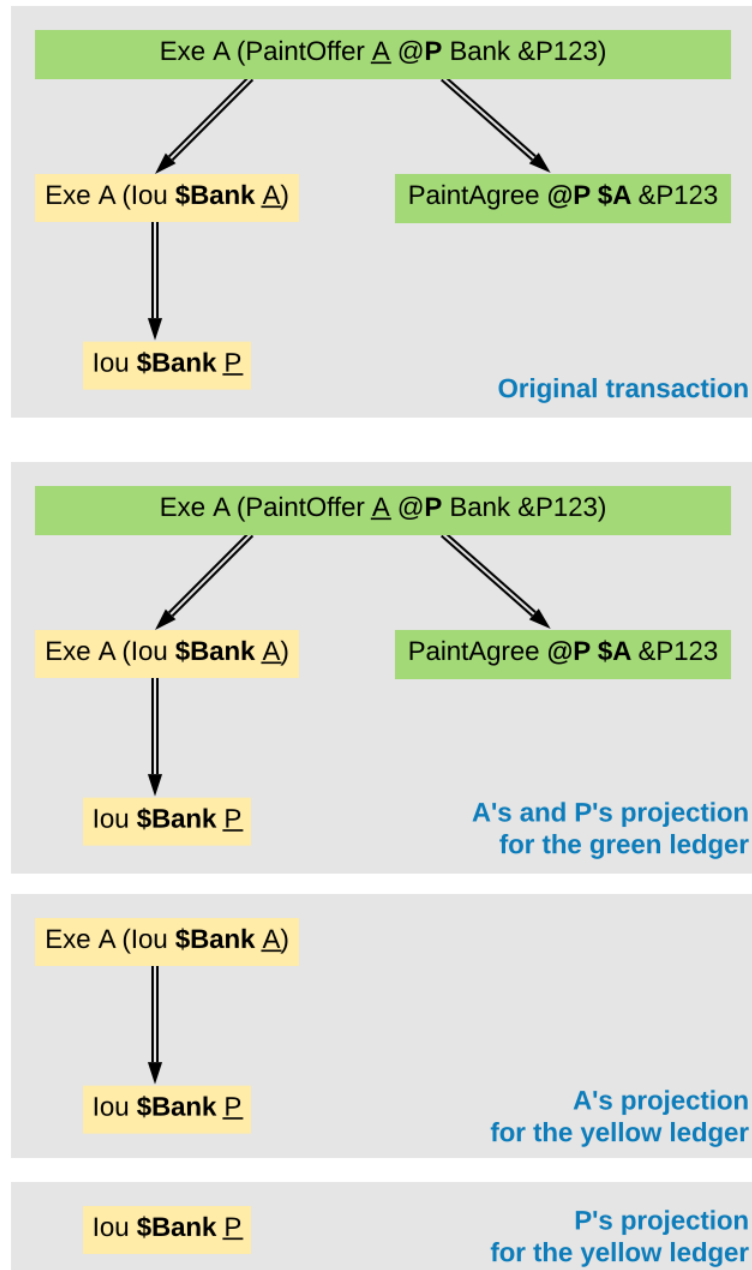 Exe A (PaintOffer A @P Bank &P123)
Exe A (Iou $Bank A)
PaintAgree @P $A &P123
Iou $Bank P
Original transaction
Exe A (PaintOffer A @P Bank &P123)
Exe A (Iou $Bank A)
PaintAgree @P $A &P123
Iou $Bank P
A's and P's projection
for the green ledger
Exe A (Iou $Bank A)
Iou $Bank P
A's projection
for the yellow ledger
Iou $Bank P
P's projection
for the yellow ledger